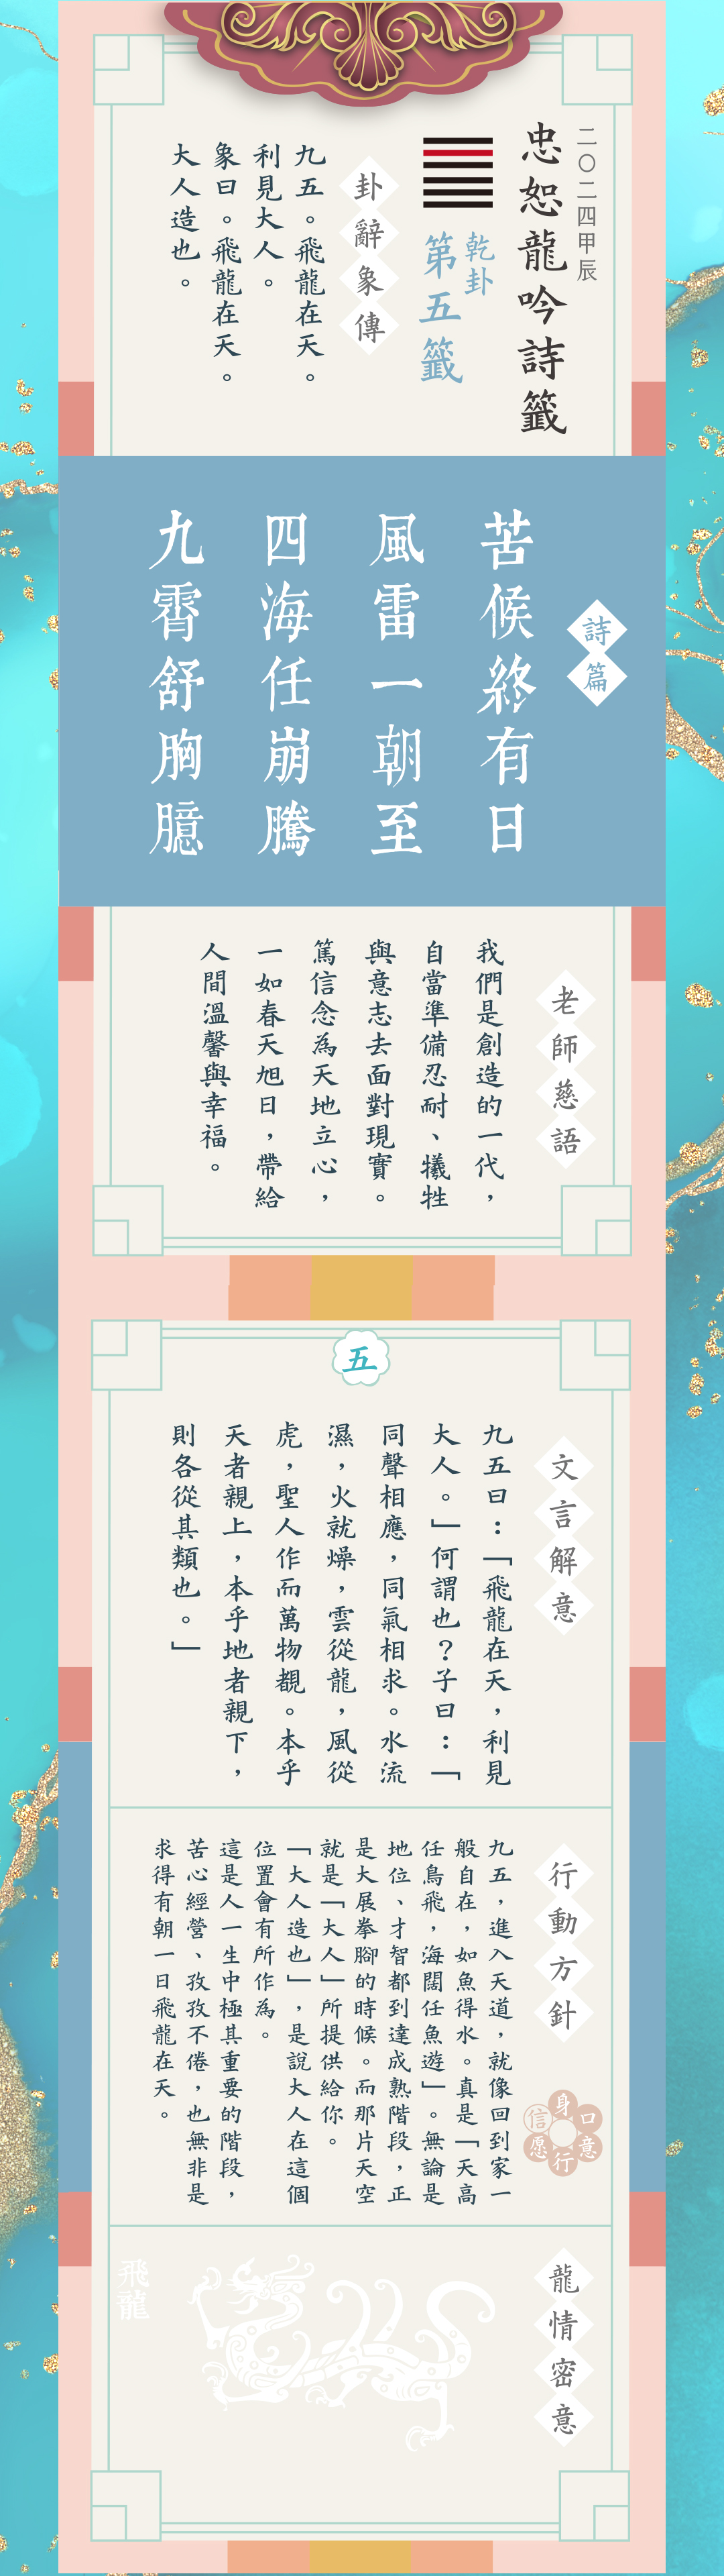 二〇二四甲辰
忠恕龍吟詩籤
乾卦
第五籤
卦辭象傳
九五。飛龍在天。
利見大人。
象曰。飛龍在天。
大人造也。
詩篇
苦候終有日
風雷一朝至
四海任崩騰
九霄舒胸臆
老師慈語
我們是創造的一代，
自當準備忍耐、犧牲
與意志去面對現實。
篤信念為天地立心，
一如春天旭日，帶給
人間溫馨與幸福。
五
文言解意
九五曰：「飛龍在天，利見
大人。」何謂也？子曰：「
同聲相應，同氣相求。水流
濕，火就燥，雲從龍，風從
虎，聖人作而萬物覩。本乎
天者親上，本乎地者親下，
則各從其類也。」
行動方針
身口意行愿信
九五，進入天道，就像回到家一
般自在，如魚得水。真是「天高
任鳥飛，海闊任魚遊」。無論是
地位、才智都到達成熟階段，正
是大展拳腳的時候。而那片天空
就是「大人」所提供給你。
「大人造也」，是說大人在這個
位置會有所作為。
這是人一生中極其重要的階段，
苦心經營、孜孜不倦，也無非是
求得有朝一日飛龍在天。
龍情密意
飛龍